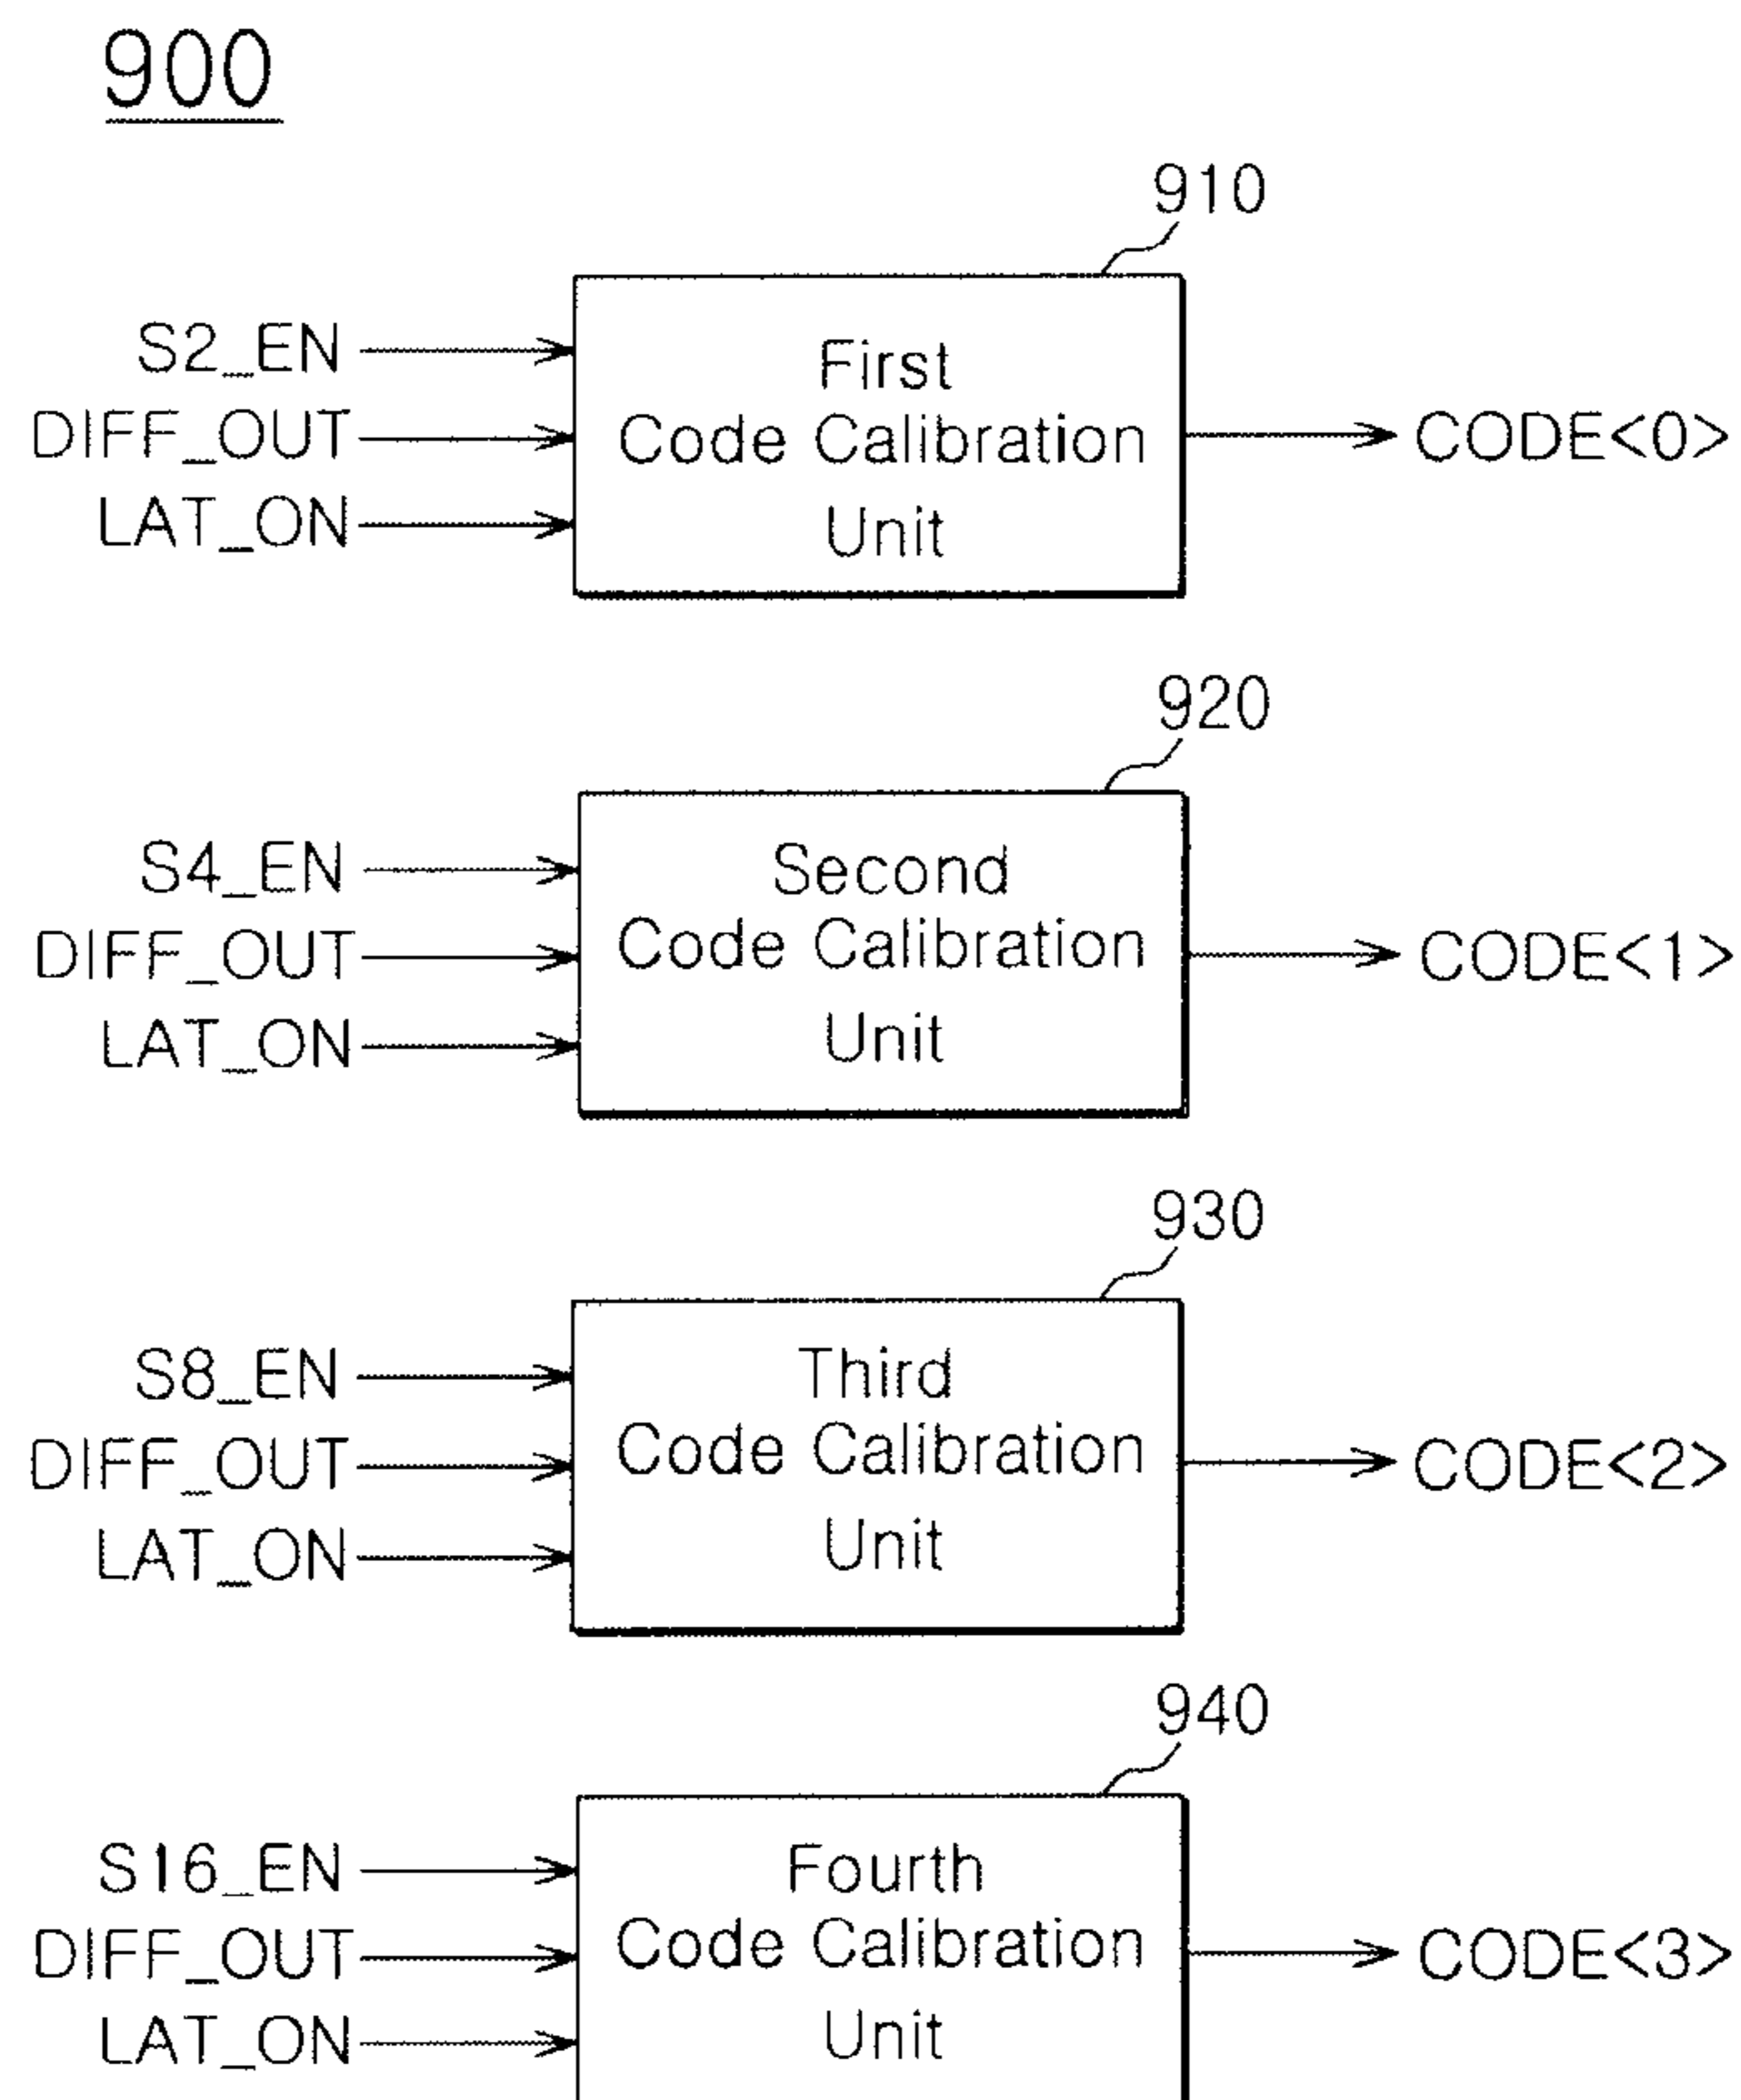 900
910
S2_EN
DIFF_OUT
LAT_ON
First
Code Calibration
Unit
CODE<0>
920
S4_EN
DIFF_OUT
LAT_ON
Second
Code Calibration
Unit
CODE<1>
930
S8_EN
DIFF_OUT
LAT_ON
Third
Code Calibration
Unit
CODE<2>
940
S16_EN
DIFF_OUT
LAT_ON
Fourth
Code Calibration
Unit
CODE<3>